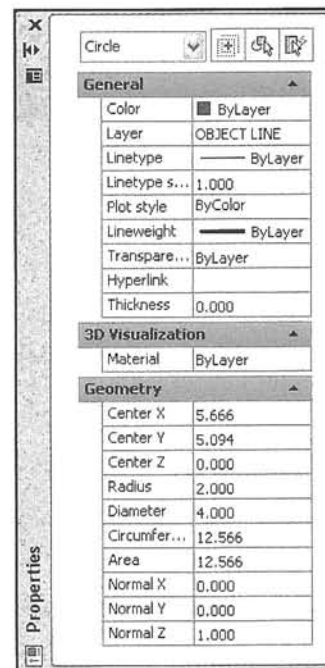 Circle
General
Color ByLayer
Layer OBJECT LINE
Linetype ByLayer
Linetype s... 1.000
Plot style ByColor
Lineweight ByLayer
Transpare... ByLayer
Hyperlink
Thickness 0.000
3D Visualization
Material ByLayer
Geometry
Center X 5.666
Center Y 5.094
Center Z 0.000
Radius 2.000
Diameter 4.000
Circumfer... 12.566
Area 12.566
Normal X 0.000
Normal Y 0.000
Normal Z 1.000
Properties